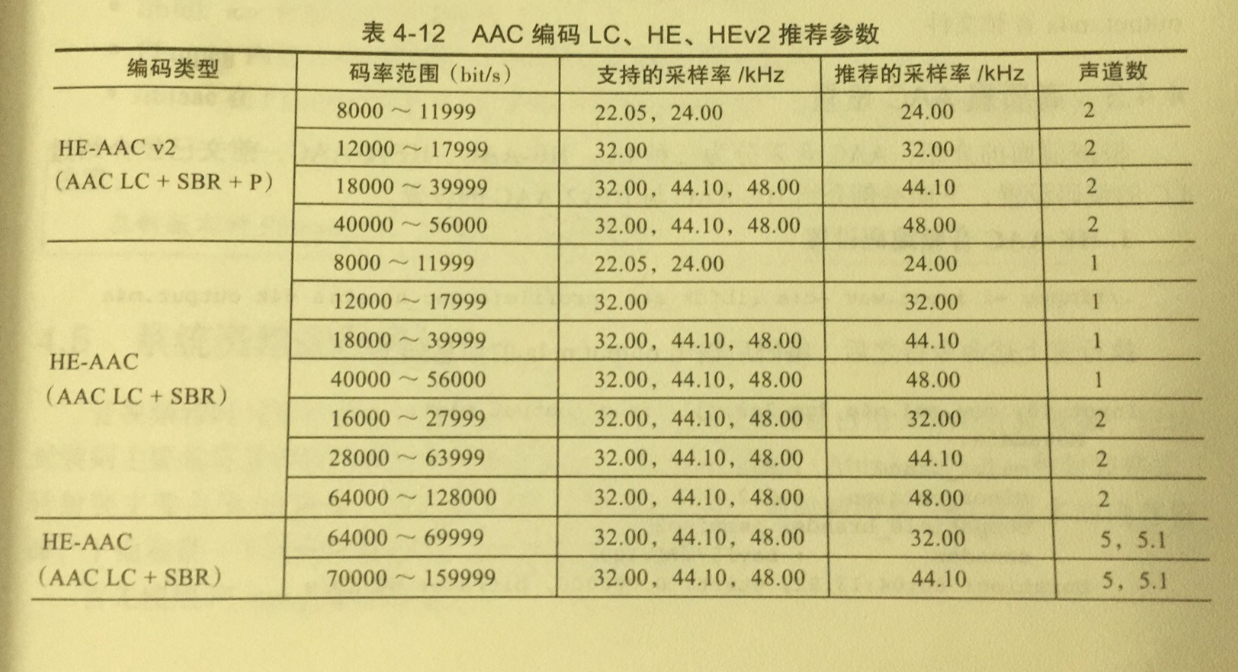 表 4-12 AAC 编码 LC、HE、HEv2 推荐参数
编码类型 码率范围（bit/s） 支持的采样率 /kHz 推荐的采样率 /kHz 声道数
HE-AAC v2
（AAC LC + SBR + P）
8000 ～ 11999 22.05，24.00 24.00 2
12000 ～ 17999 32.00 32.00 2
18000 ～ 39999 32.00，44.10，48.00 44.10 2
40000 ～ 56000 32.00，44.10，48.00 48.00 2
HE-AAC
（AAC LC + SBR）
8000 ～ 11999 22.05，24.00 24.00 1
12000 ～ 17999 32.00 32.00 1
18000 ～ 39999 32.00，44.10，48.00 44.10 1
40000 ～ 56000 32.00，44.10，48.00 48.00 1
16000 ～ 27999 32.00，44.10，48.00 32.00 2
28000 ～ 63999 32.00，44.10，48.00 44.10 2
64000 ～ 128000 32.00，44.10，48.00 48.00 2
HE-AAC
（AAC LC + SBR）
64000 ～ 69999 32.00，44.10，48.00 32.00 5，5.1
70000 ～ 159999 32.00，44.10，48.00 44.10 5，5.1